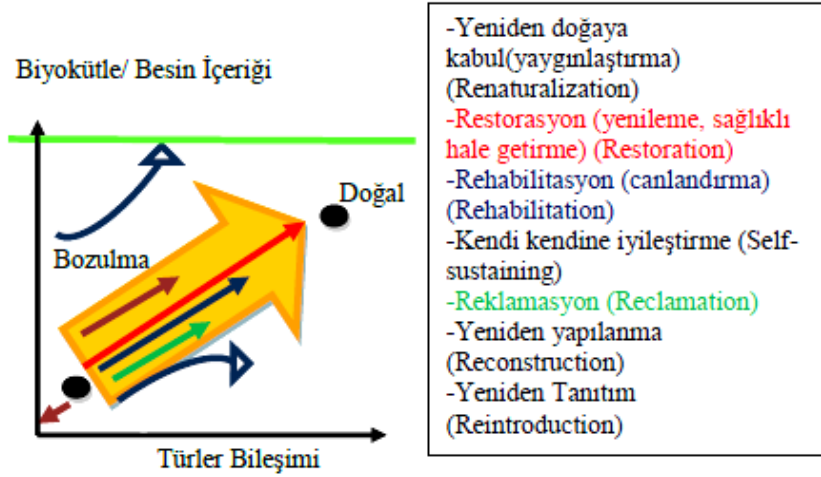 Biyokütle/ Besin İçeriği
Doğal
Bozulma
Türler Bileşimi
-Yeniden doğaya
kabul(yaygınlaştırma)
(Renaturalization)
-Restorasyon (yenileme, sağlıklı
hale getirme) (Restoration)
-Rehabilitasyon (canlandırma)
(Rehabilitation)
-Kendi kendine iyileştirme (Self-
sustaining)
-Reklamasyon (Reclamation)
-Yeniden yapılanma
(Reconstruction)
-Yeniden Tanıtım
(Reintroduction)